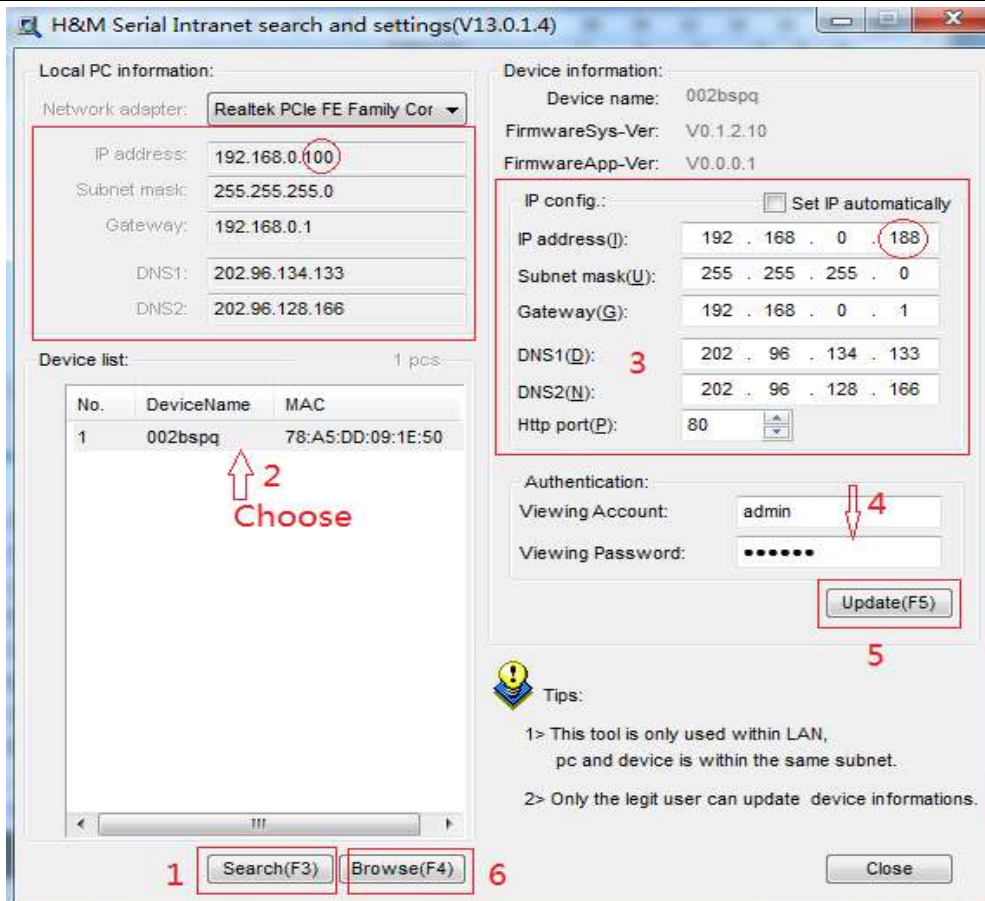 H&M Serial Intranet search and settings(V13.0.1.4)
Local PC information:
Network adapter: Realtek PCIe FE Family Cor
IP address: 192.168.0.100
Subnet mask: 255.255.255.0
Gateway: 192.168.0.1
DNS1: 202.96.134.133
DNS2: 202.96.128.166
Device list: 1 pcs
No. DeviceName MAC
1 002bspq 78:A5:DD:09:1E:50
2
Choose
1 Search(F3) Browse(F4) 6
Device information:
Device name: 002bspq
FirmwareSys-Ver: V0.1.2.10
FirmwareApp-Ver: V0.0.0.1
IP config.: Set IP automatically
IP address(I): 192 . 168 . 0 . 188
Subnet mask(U): 255 . 255 . 255 . 0
Gateway(G): 192 . 168 . 0 . 1
DNS1(D): 202 . 96 . 134 . 133
3
DNS2(N): 202 . 96 . 128 . 166
Http port(P): 80
Authentication:
Viewing Account: admin
4
Viewing Password: ●●●●●●
Update(F5)
5
Tips:
1> This tool is only used within LAN,
pc and device is within the same subnet.
2> Only the legit user can update device informations.
Close